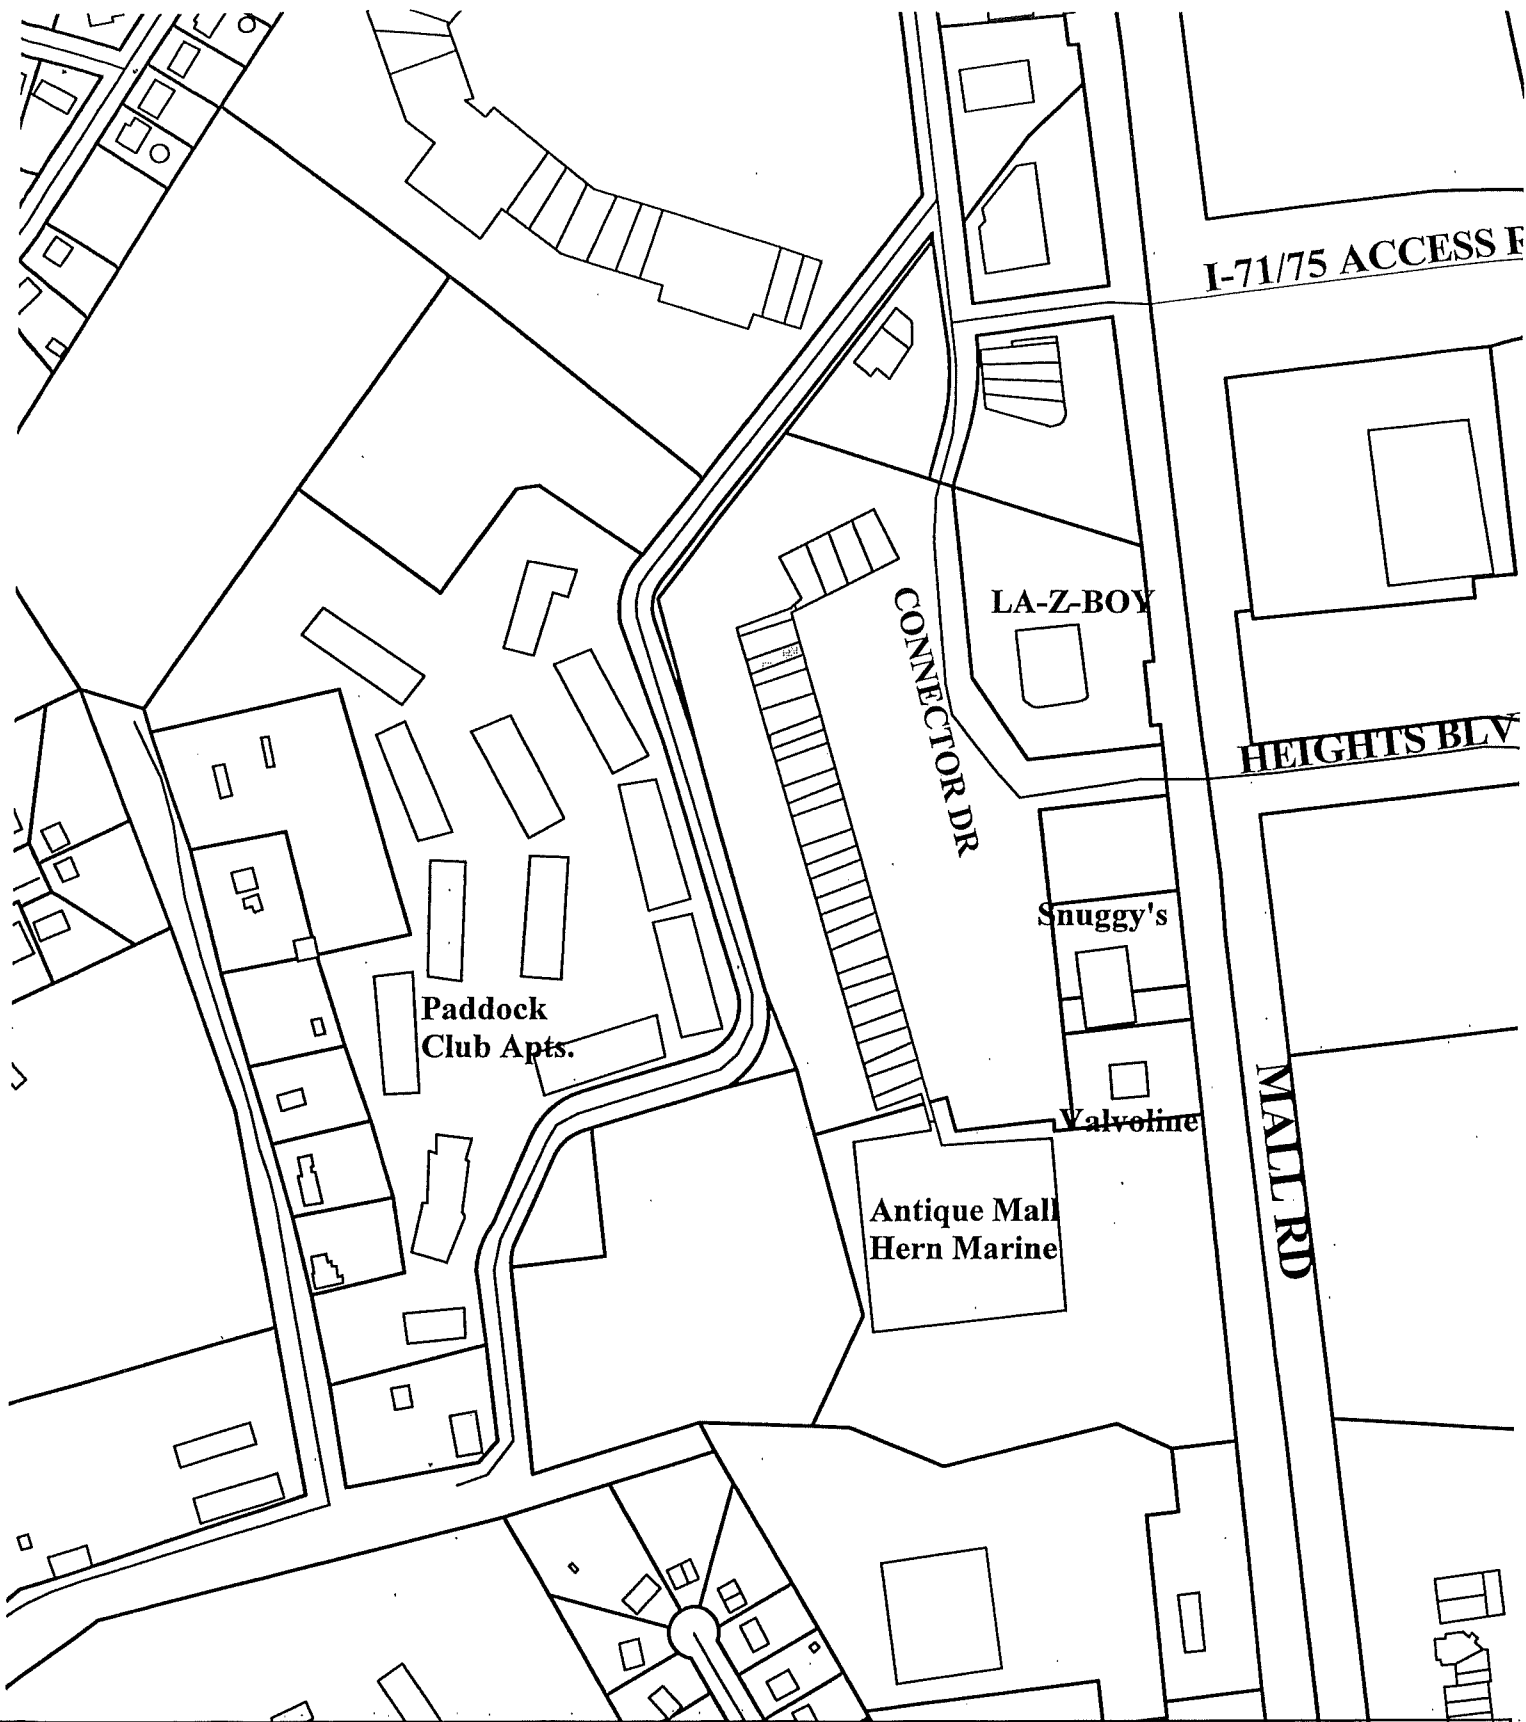 I-71/75 ACCESS
LA-Z-BOY
CONNECTOR DR
HEIGHTS BLV
Snuggy's
Paddock
Club Apts.
MALL RD
Valvoline
Antique Mall
Hern Marine